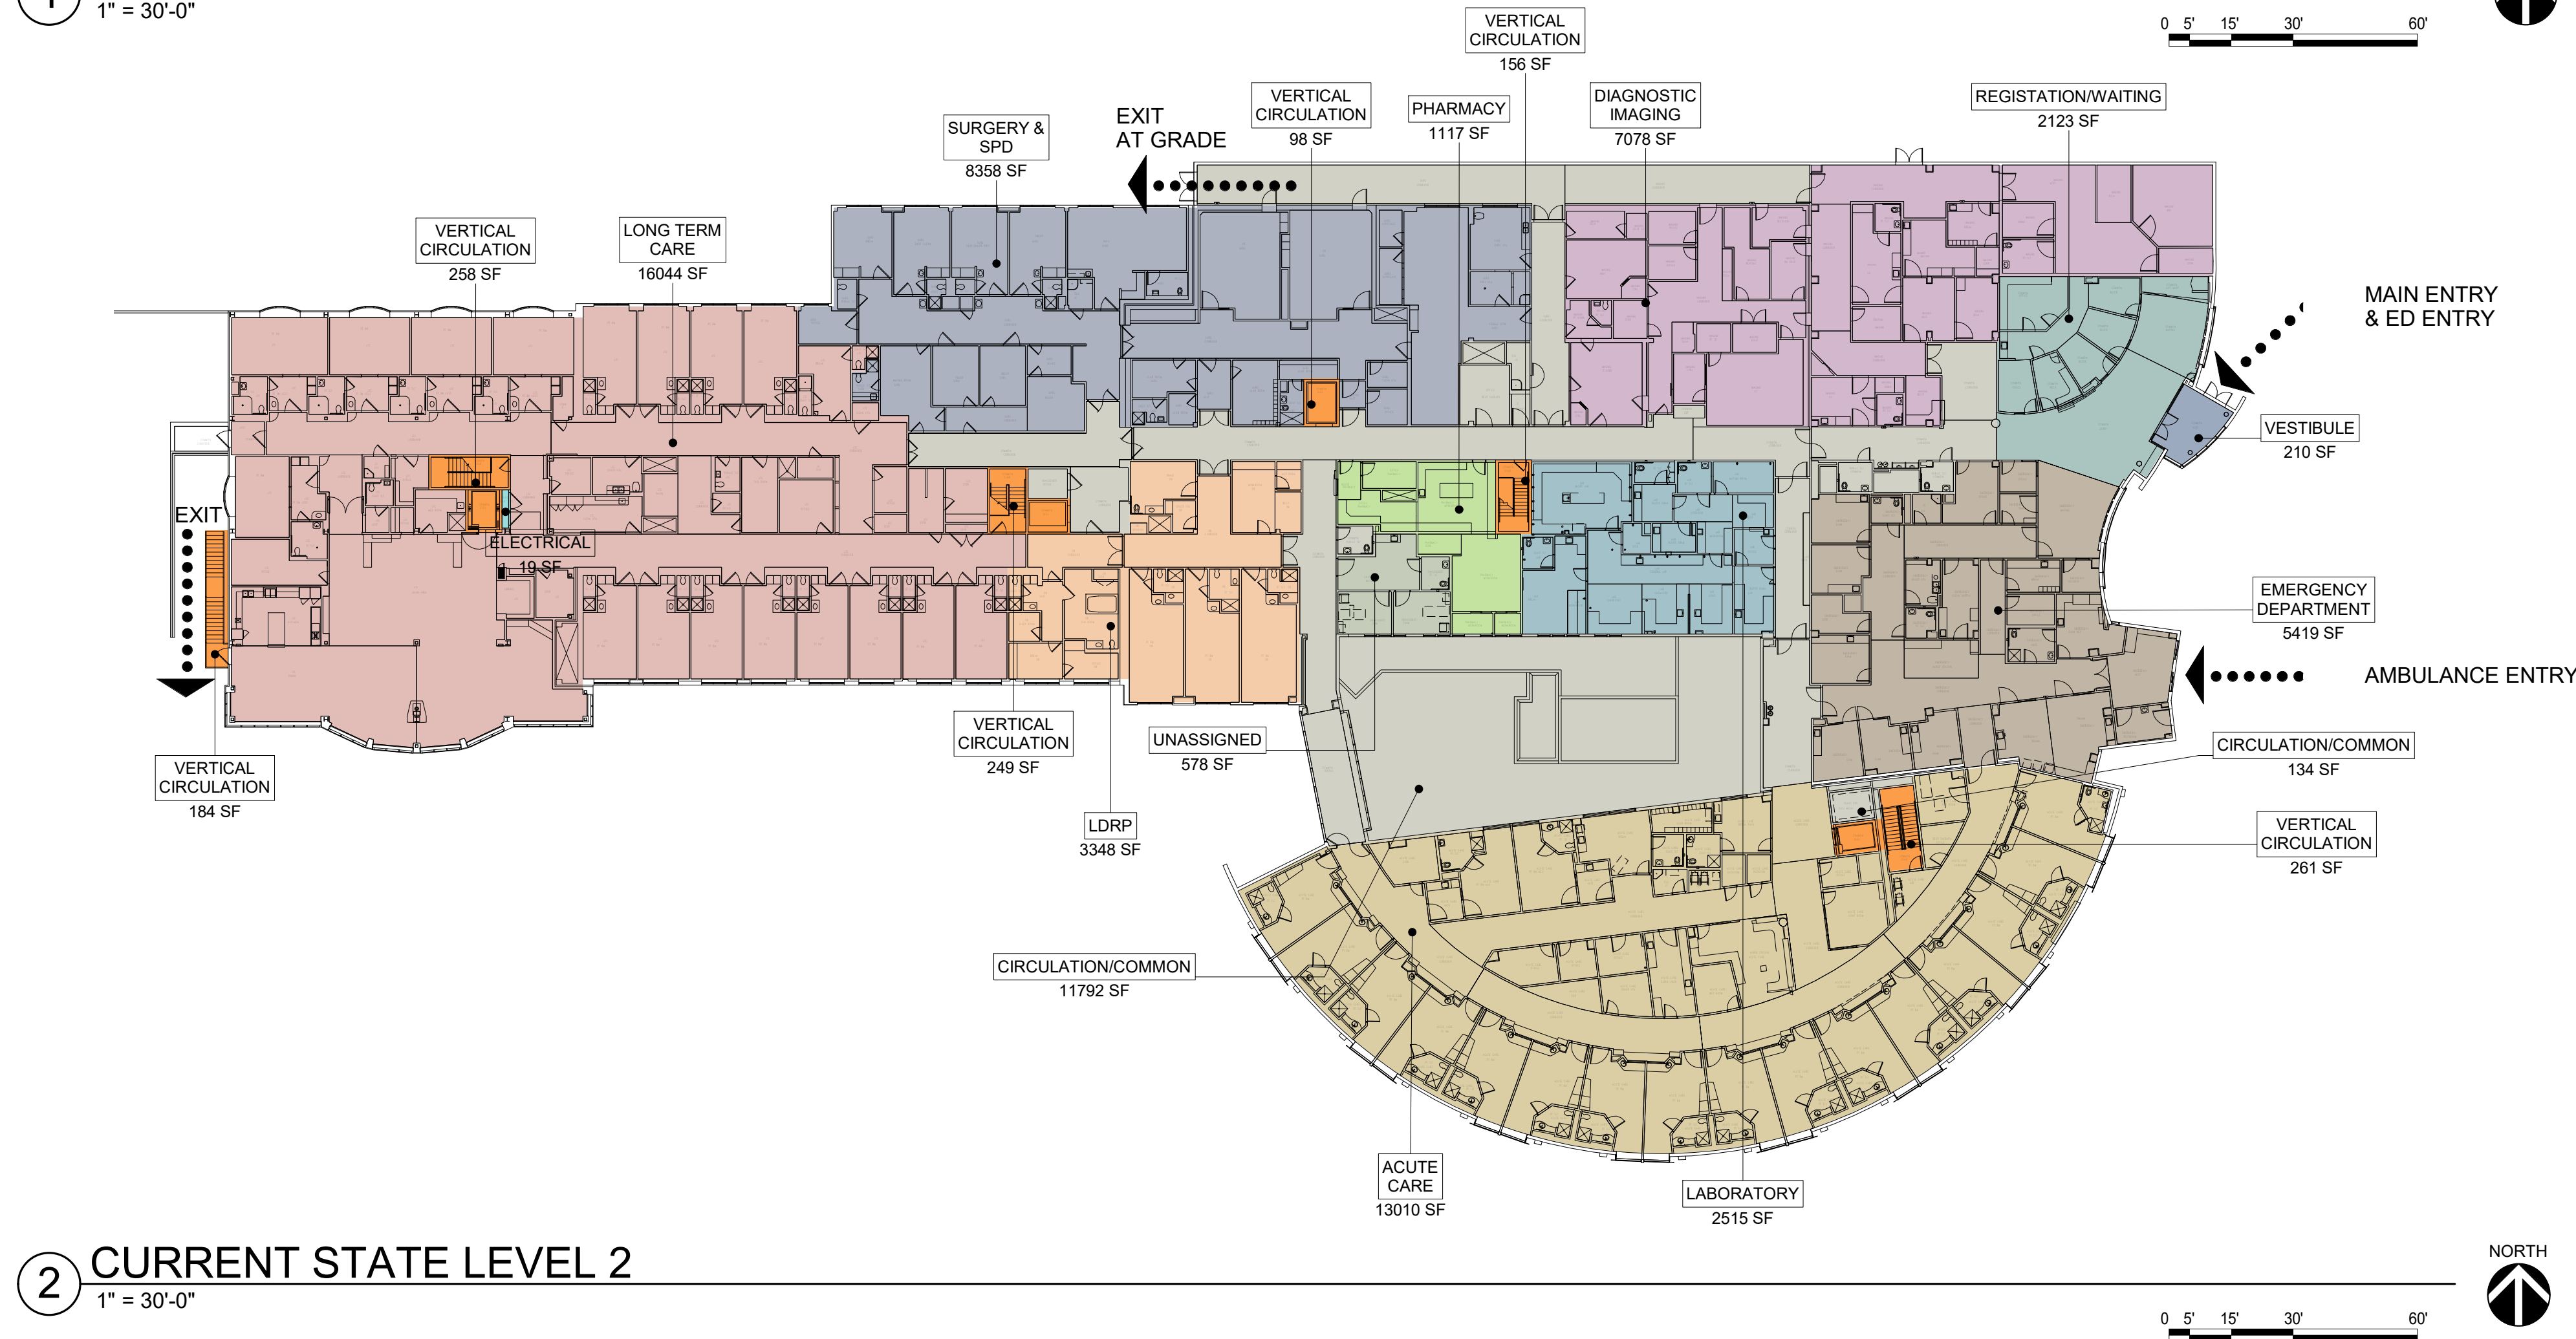 1" = 30'-0"
0 5' 15' 30' 60'
VERTICAL
CIRCULATION
156 SF
VERTICAL
CIRCULATION
98 SF
PHARMACY
1117 SF
DIAGNOSTIC
IMAGING
7078 SF
REGISTATION/WAITING
2123 SF
SURGERY &
SPD
8358 SF
EXIT
AT GRADE
VERTICAL
CIRCULATION
258 SF
LONG TERM
CARE
16044 SF
MAIN ENTRY
& ED ENTRY
VESTIBULE
210 SF
EXIT
ELECTRICAL
19 SF
EMERGENCY
DEPARTMENT
5419 SF
AMBULANCE ENTRY
VERTICAL
CIRCULATION
184 SF
VERTICAL
CIRCULATION
249 SF
UNASSIGNED
578 SF
CIRCULATION/COMMON
134 SF
LDRP
3348 SF
VERTICAL
CIRCULATION
261 SF
CIRCULATION/COMMON
11792 SF
ACUTE
CARE
13010 SF
LABORATORY
2515 SF
2 CURRENT STATE LEVEL 2
1" = 30'-0"
NORTH
0 5' 15' 30' 60'